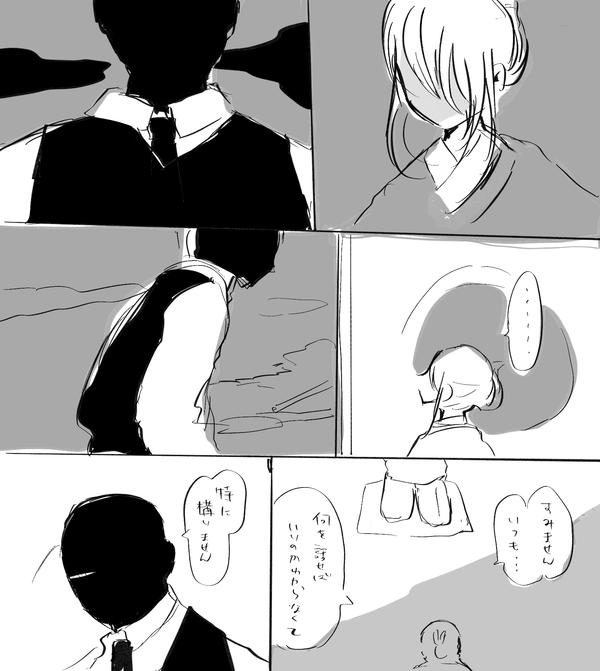 ・・・・・・
すみません
いつも・・・
何を話せば
いいのかわからなくて
特に
構いません